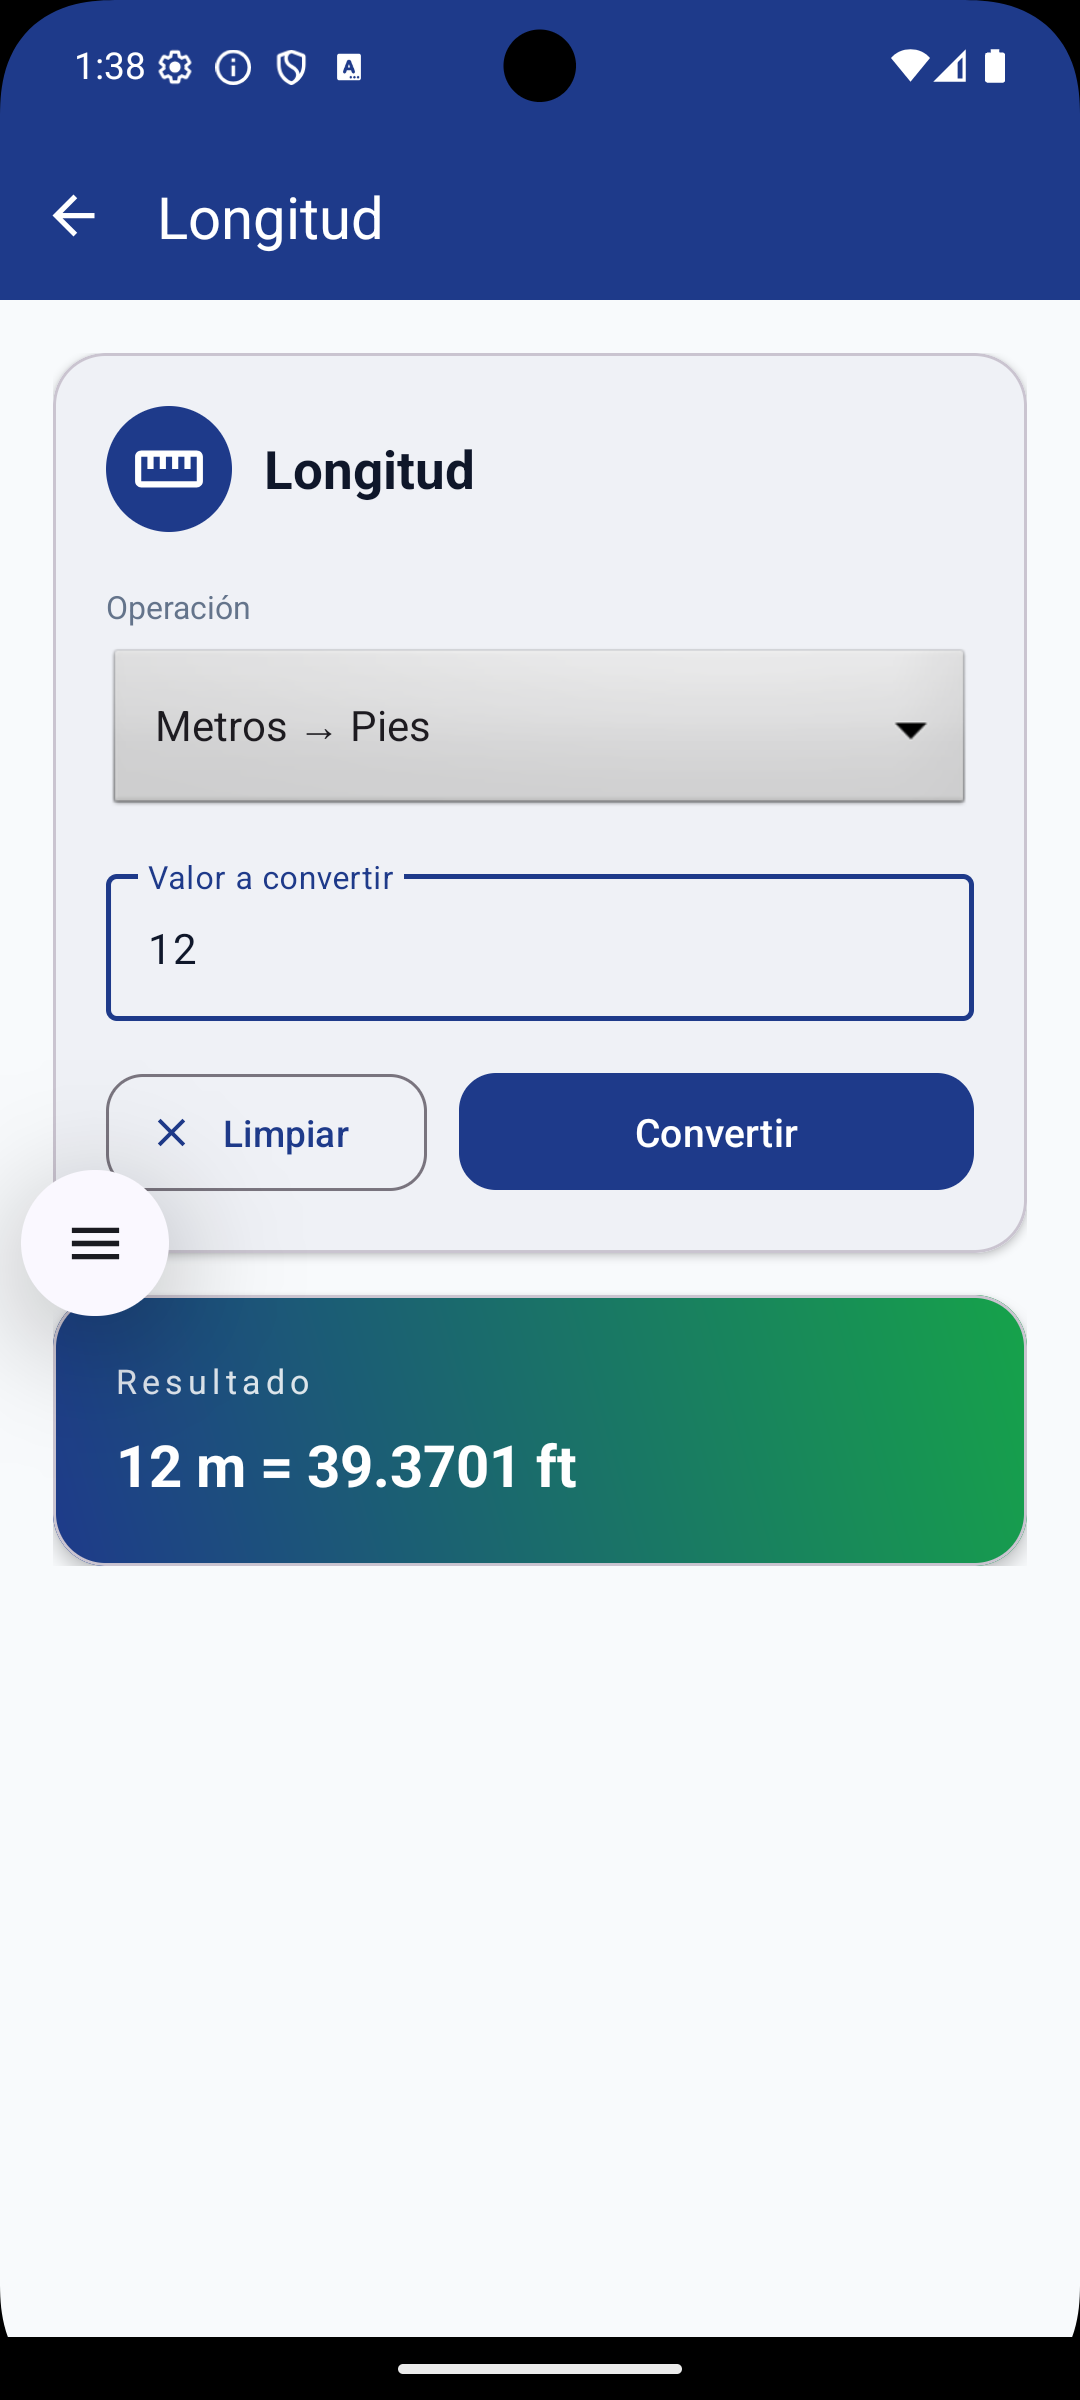 1:38
Longitud
Longitud
Operación
Metros → Pies
Valor a convertir
12
Limpiar
Convertir
Resultado
12 m = 39.3701 ft